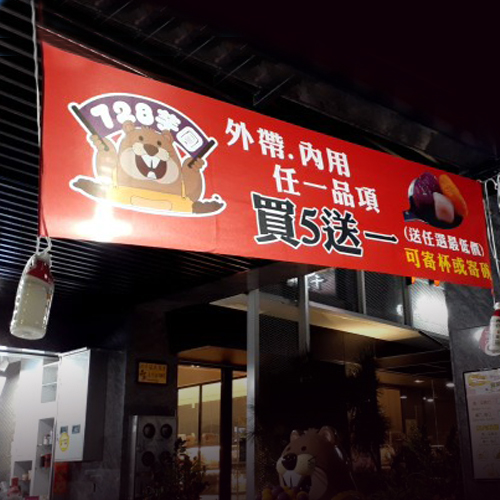 128芋圓
外帶.內用
任一品項
買5送一
(送任選最低價)
可寄杯或寄碗